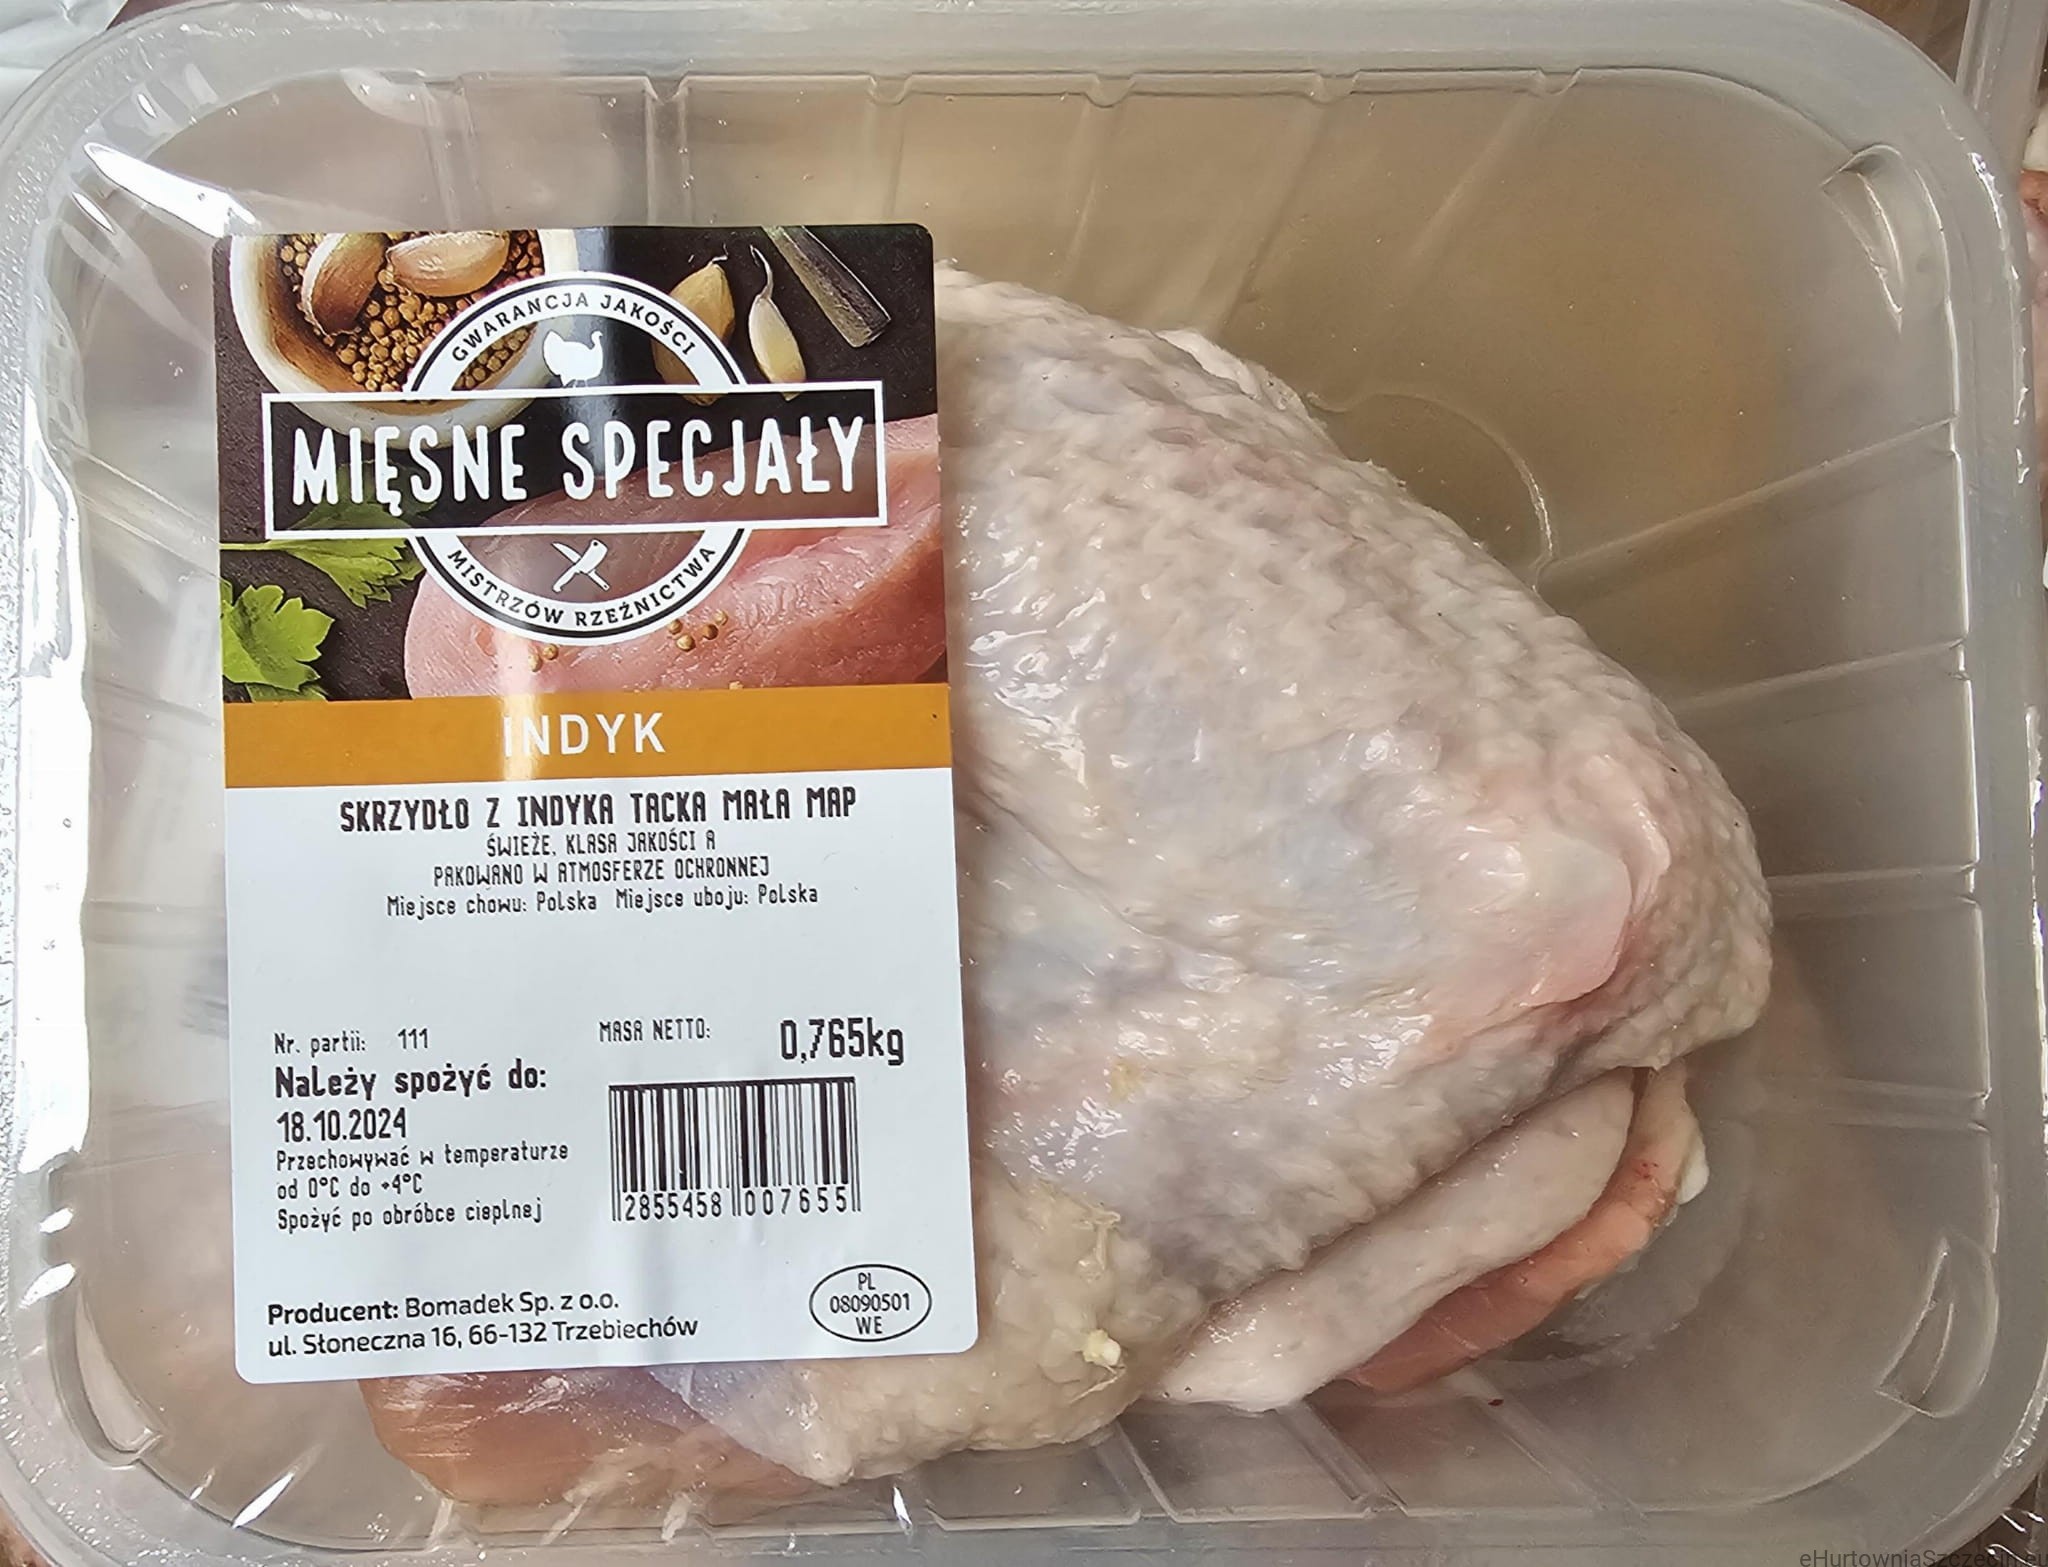 GWARANCJA JAKOŚCI
MIĘSNE SPECJAŁY
MISTRZÓW RZEŹNICTWA
INDYK
SKRZYDŁO Z INDYKA TACKA MAŁA MAP
ŚWIEŻE, KLASA JAKOŚCI A
PAKOWANO W ATMOSFERZE OCHRONNEJ
Miejsce chowu: Polska Miejsce uboju: Polska
Nr. partii: 111
MASA NETTO: 0,765kg
Należy spożyć do:
18.10.2024
Przechowywać w temperaturze
od 0°C do +4°C
Spożyć po obróbce cieplnej
2855458 007655
Producent: Bomadek Sp. z o.o.
ul. Słoneczna 16, 66-132 Trzebiechów
PL
08090501
WE